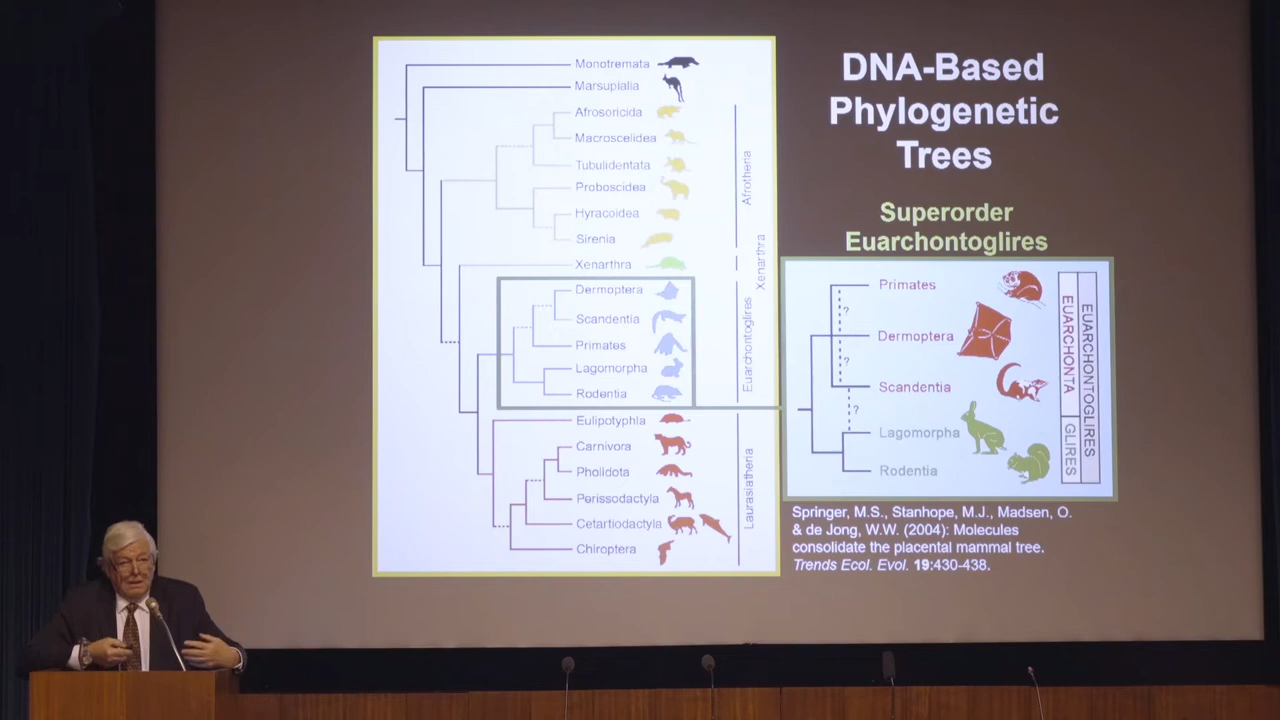 DNA-Based
Phylogenetic
Trees
Superorder
Euarchontoglires
Monotremata
Marsupialia
Afrosoricida
Macroscelidea
Tubulidentata
Proboscidea
Hyracoidea
Sirenia
Xenarthra
Dermoptera
Scandentia
Primates
Lagomorpha
Rodentia
Eulipotyphla
Carnivora
Pholidota
Perissodactyla
Cetartiodactyla
Chiroptera
Afrotheria
Xenarthra
Euarchontoglires
Laurasiatheria
Primates
Dermoptera
Scandentia
Lagomorpha
Rodentia
?
?
?
EUARCHONTA
GLIRES
EUARCHONTOGLIRES
Springer, M.S., Stanhope, M.J., Madsen, O.
& de Jong, W.W. (2004): Molecules
consolidate the placental mammal tree.
Trends Ecol. Evol. 19:430-438.